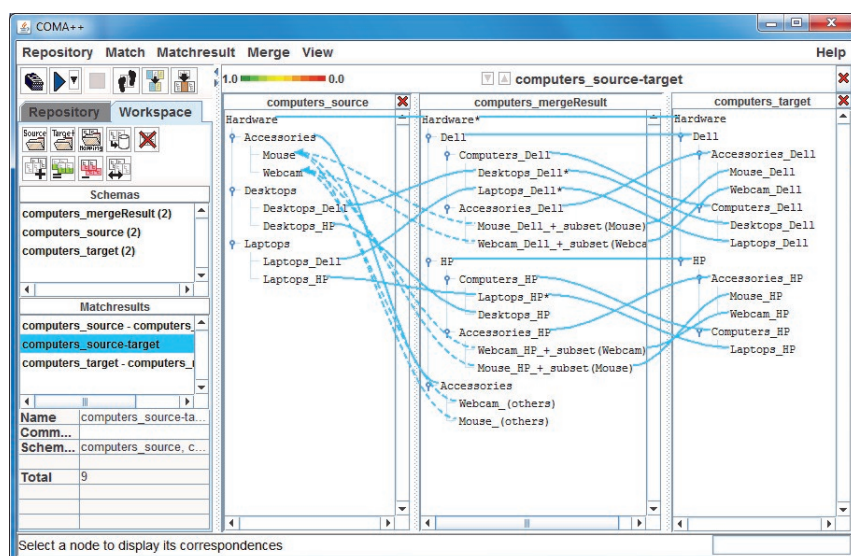 COMA++
Repository Match Matchresult Merge View Help
1.0 0.0 computers_source-target
Repository Workspace
Source Target
Schemas
computers_mergeResult (2)
computers_source (2)
computers_target (2)
Matchresults
computers_source - computers_
computers_source-target
computers_target - computers_
Name computers_source-ta...
Comm...
Schem... computers_source, c...
Total 9
computers_source
Hardware
Accessories
Mouse
Webcam
Desktops
Desktops_Dell
Desktops_HP
Laptops
Laptops_Dell
Laptops_HP
computers_mergeResult
Hardware*
Dell
Computers_Dell
Desktops_Dell*
Laptops_Dell*
Accessories_Dell
Mouse_Dell_+_subset(Mouse)
Webcam_Dell_+_subset(Webca
HP
Computers_HP
Laptops_HP*
Desktops_HP
Accessories_HP
Webcam_HP_+_subset(Webcam)
Mouse_HP_+_subset(Mouse)
Accessories
Webcam_(others)
Mouse_(others)
computers_target
Hardware
Dell
Accessories_Dell
Mouse_Dell
Webcam_Dell
Computers_Dell
Desktops_Dell
Laptops_Dell
HP
Accessories_HP
Mouse_HP
Webcam_HP
Computers_HP
Laptops_HP
Select a node to display its correspondences